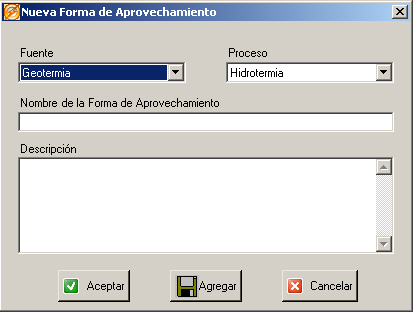 Nueva Forma de Aprovechamiento
Fuente Proceso
Geotermia Hidrotermia
Nombre de la Forma de Aprovechamiento
Descripción
Aceptar Agregar Cancelar